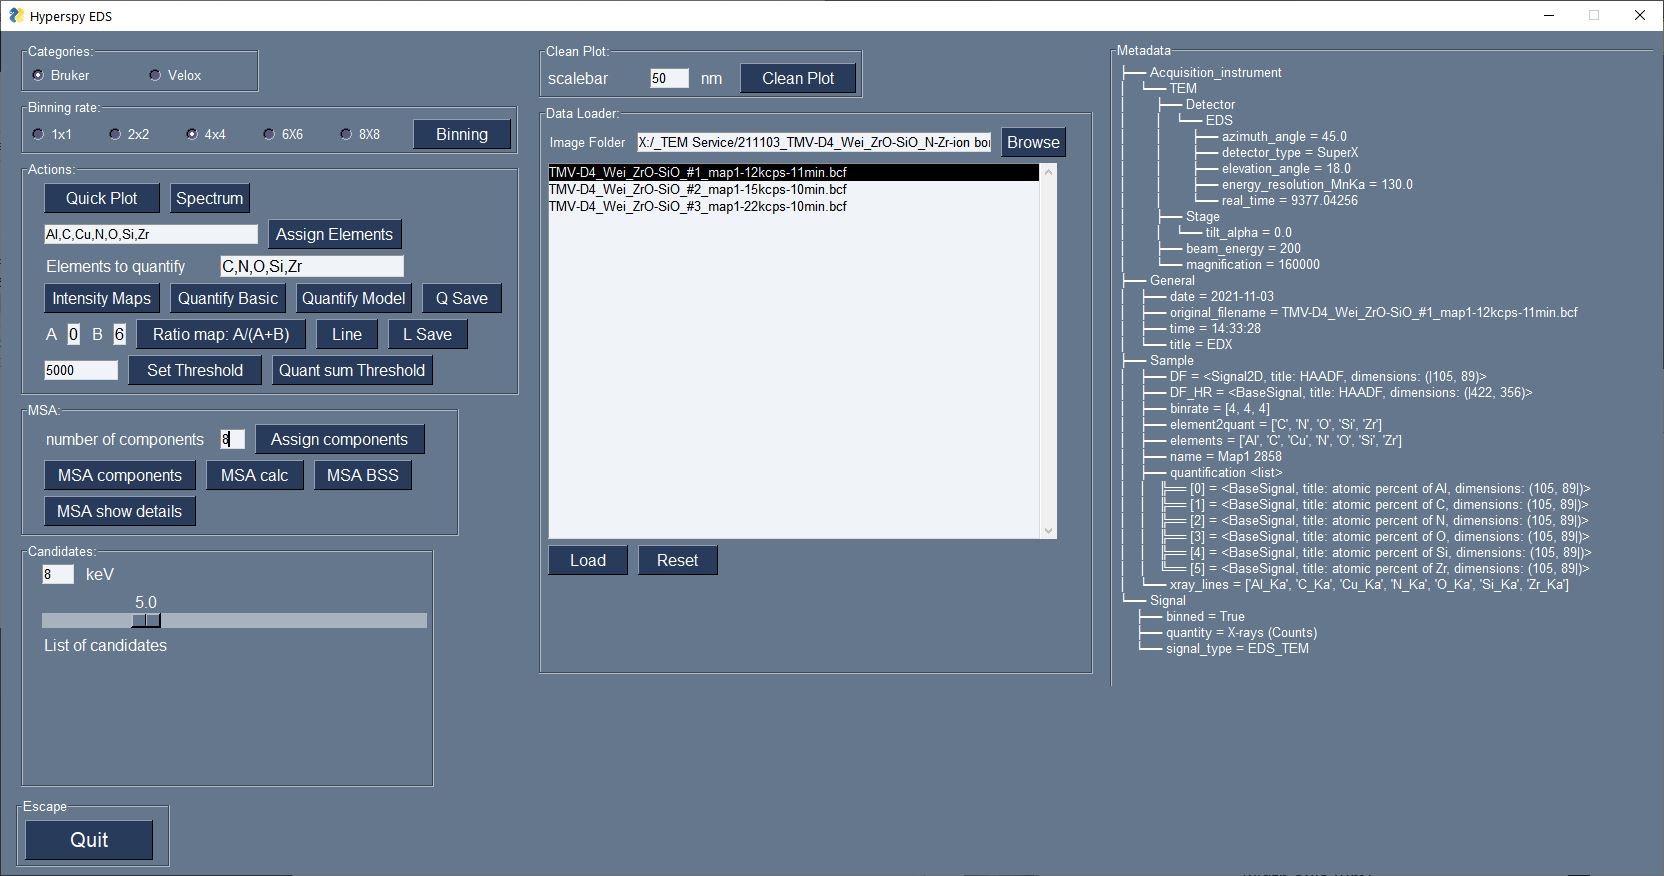 Hyperspy EDS
Categories:
Bruker Velox
Binning rate:
1x1 2x2 4x4 6X6 8X8 Binning
Actions:
Quick Plot Spectrum
Al,C,Cu,N,O,Si,Zr Assign Elements
Elements to quantify C,N,O,Si,Zr
Intensity Maps Quantify Basic Quantify Model Q Save
A 0 B 6 Ratio map: A/(A+B) Line L Save
5000 Set Threshold Quant sum Threshold
MSA:
number of components 8 Assign components
MSA components MSA calc MSA BSS
MSA show details
Candidates:
8 keV
5.0
List of candidates
Escape
Quit
Clean Plot:
scalebar 50 nm Clean Plot
Data Loader:
Image Folder X:/_TEM Service/211103_TMV-D4_Wei_ZrO-SiO_N-Zr-ion Browse
TMV-D4_Wei_ZrO-SiO_#1_map1-12kcps-11min.bcf
TMV-D4_Wei_ZrO-SiO_#2_map1-15kcps-10min.bcf
TMV-D4_Wei_ZrO-SiO_#3_map1-22kcps-10min.bcf
Load Reset
Metadata
Acquisition_instrument
TEM
Detector
EDS
azimuth_angle = 45.0
detector_type = SuperX
elevation_angle = 18.0
energy_resolution_MnKa = 130.0
real_time = 9377.04256
Stage
tilt_alpha = 0.0
beam_energy = 200
magnification = 160000
General
date = 2021-11-03
original_filename = TMV-D4_Wei_ZrO-SiO_#1_map1-12kcps-11min.bcf
time = 14:33:28
title = EDX
Sample
DF = <Signal2D, title: HAADF, dimensions: (|105, 89)>
DF_HR = <BaseSignal, title: HAADF, dimensions: (|422, 356)>
binrate = [4, 4, 4]
element2quant = ['C', 'N', 'O', 'Si', 'Zr']
elements = ['Al', 'C', 'Cu', 'N', 'O', 'Si', 'Zr']
name = Map1 2858
quantification <list>
[0] = <BaseSignal, title: atomic percent of Al, dimensions: (105, 89|)>
[1] = <BaseSignal, title: atomic percent of C, dimensions: (105, 89|)>
[2] = <BaseSignal, title: atomic percent of N, dimensions: (105, 89|)>
[3] = <BaseSignal, title: atomic percent of O, dimensions: (105, 89|)>
[4] = <BaseSignal, title: atomic percent of Si, dimensions: (105, 89|)>
[5] = <BaseSignal, title: atomic percent of Zr, dimensions: (105, 89|)>
xray_lines = ['Al_Ka', 'C_Ka', 'Cu_Ka', 'N_Ka', 'O_Ka', 'Si_Ka', 'Zr_Ka']
Signal
binned = True
quantity = X-rays (Counts)
signal_type = EDS_TEM